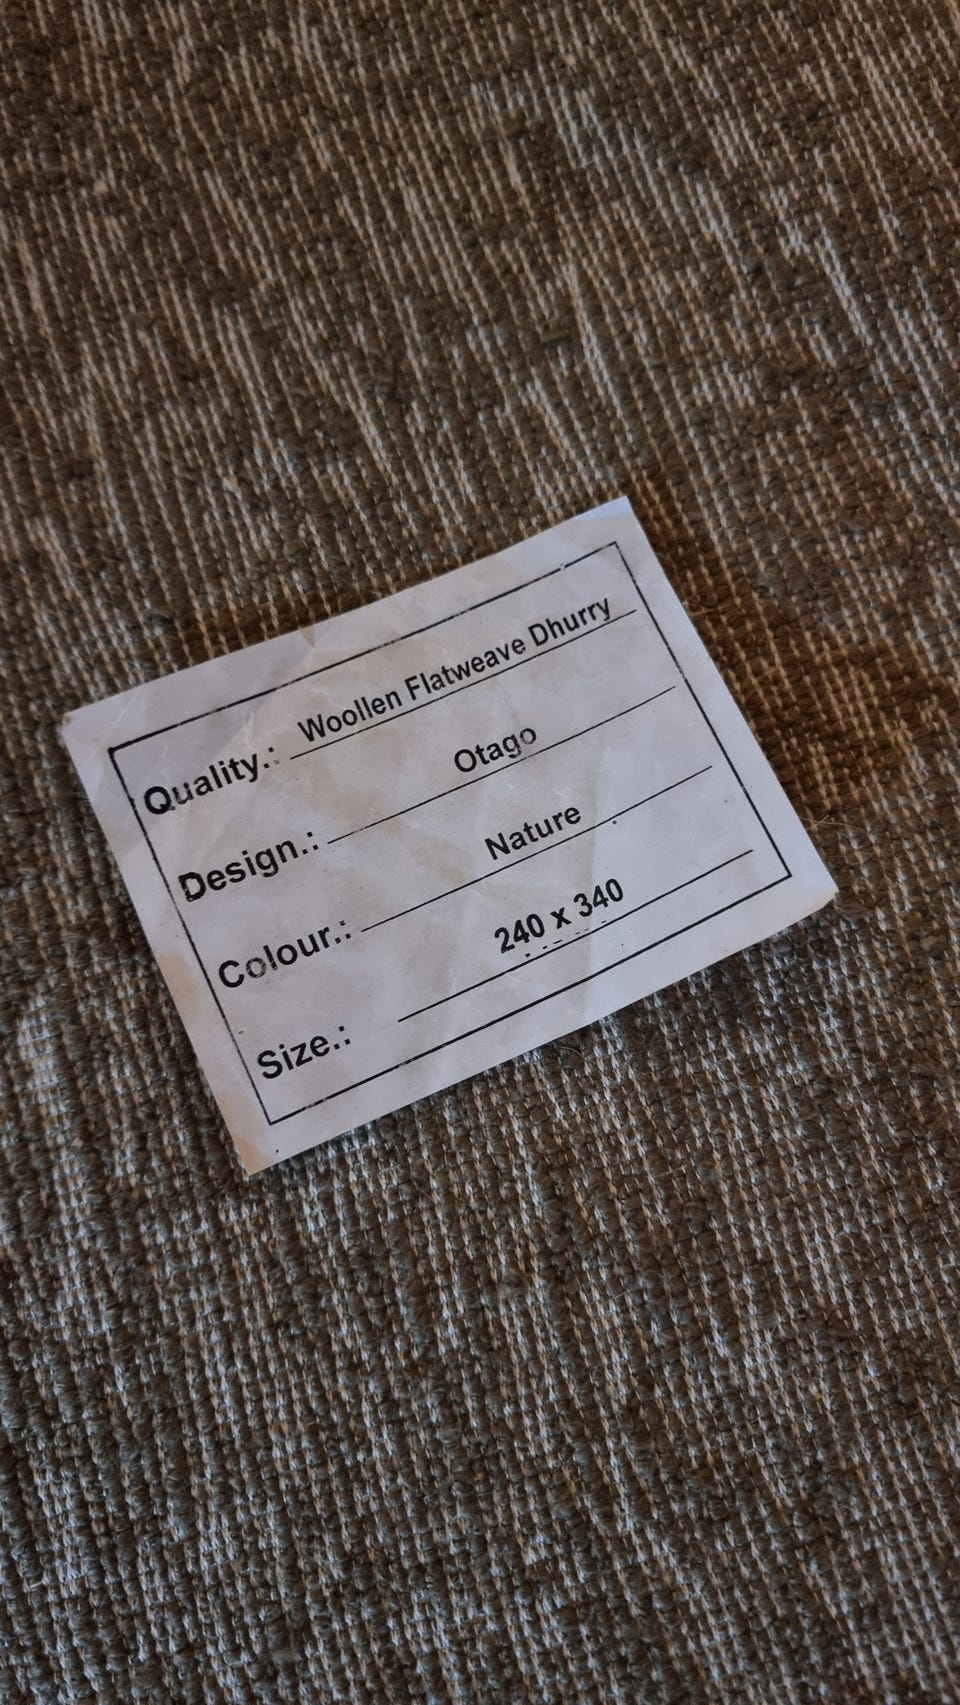 Quality.: Woollen Flatweave Dhurry
Design.: Otago
Colour.: Nature
Size.: 240 x 340